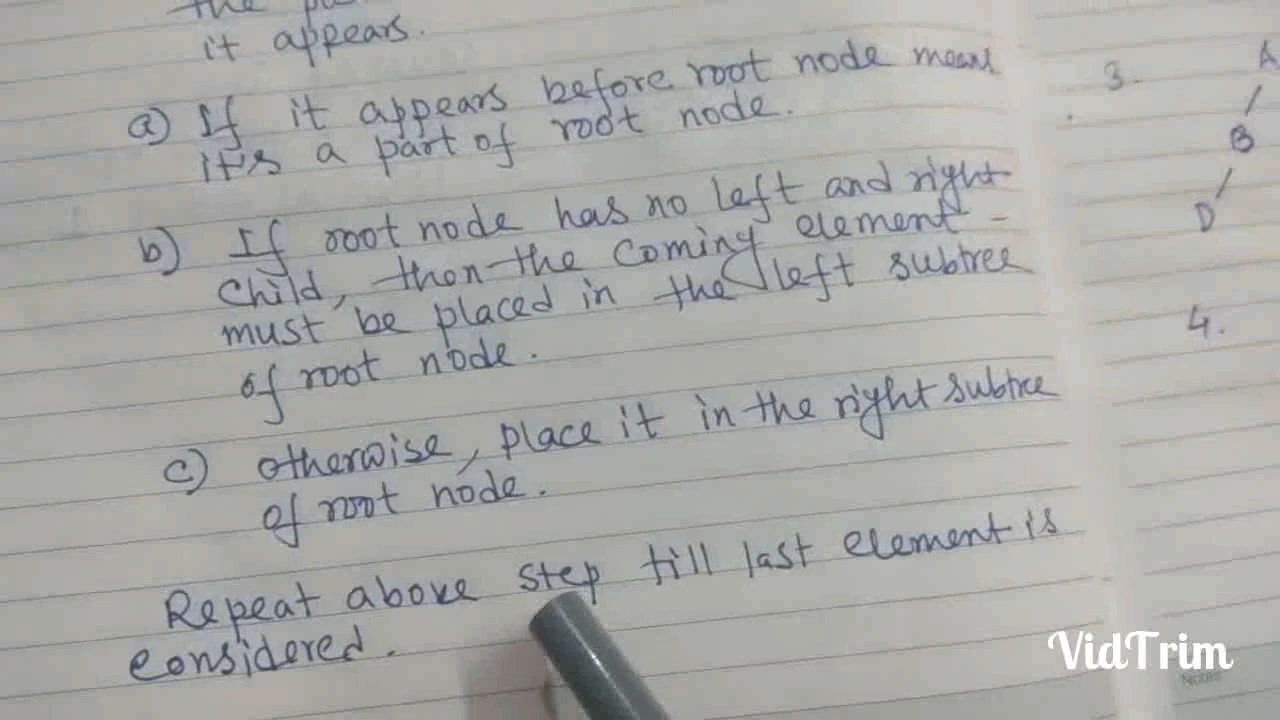 the
it appears.
a) If it appears before root node means
it's a part of root node.
b) If root node has no left and right
child, then the coming element -
must be placed in the left subtree
of root node.
c) otherwise, place it in the right subtree
of root node.
Repeat above step till last element is
considered.
3.
A
B
D
4.
VidTrim
NOTES